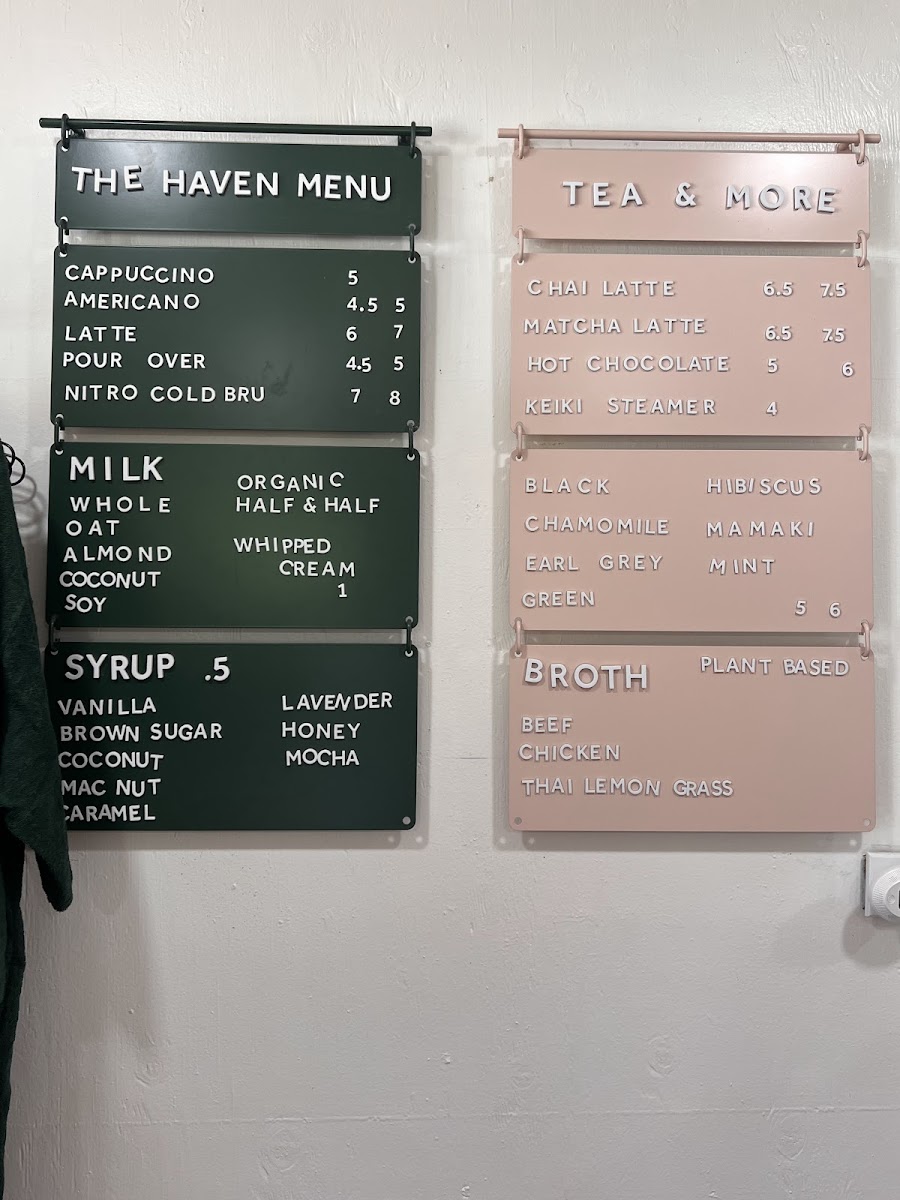 THE HAVEN MENU
CAPPUCCINO 5
AMERICANO 4.5 5
LATTE 6 7
POUR OVER 4.5 5
NITRO COLD BRU 7 8
MILK
WHOLE
OAT
ALMOND
COCONUT
SOY
ORGANIC
HALF & HALF
WHIPPED
CREAM
1
SYRUP .5
VANILLA
BROWN SUGAR
COCONUT
MAC NUT
CARAMEL
LAVENDER
HONEY
MOCHA
TEA & MORE
CHAI LATTE 6.5 7.5
MATCHA LATTE 6.5 7.5
HOT CHOCOLATE 5 6
KEIKI STEAMER 4
BLACK
CHAMOMILE
EARL GREY
GREEN
HIBISCUS
MAMAKI
MINT
5 6
BROTH PLANT BASED
BEEF
CHICKEN
THAI LEMON GRASS